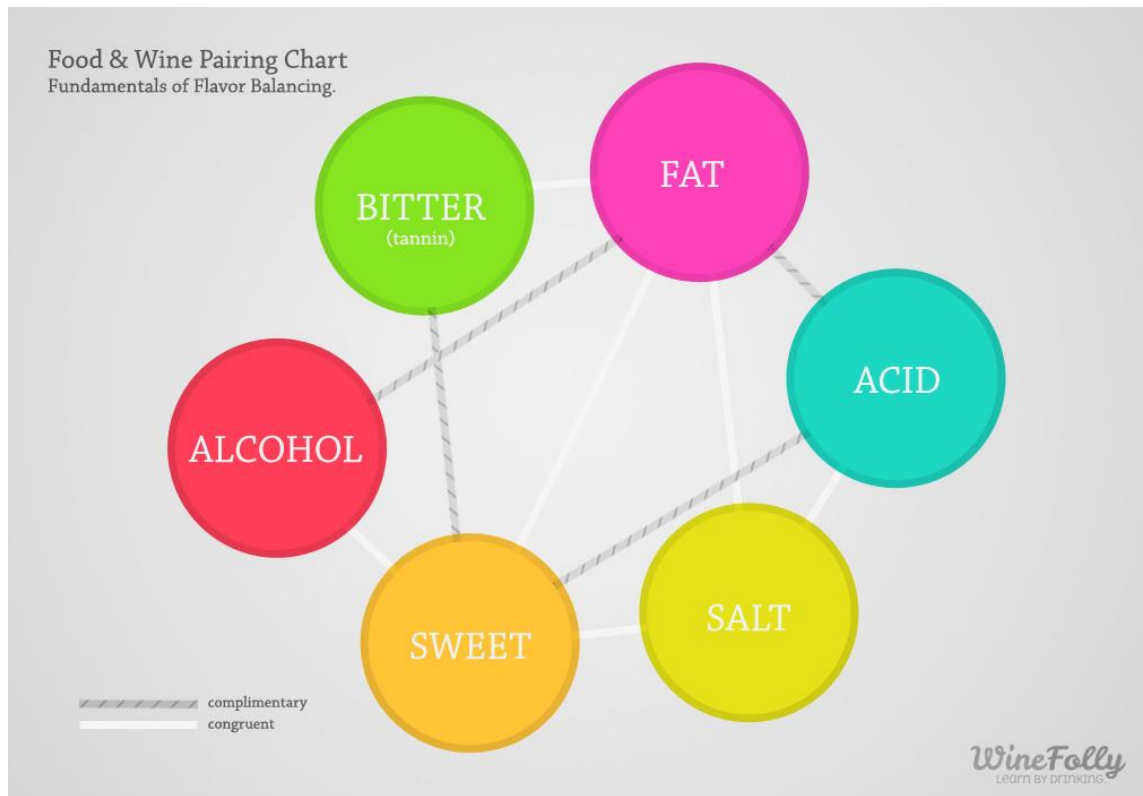 Food & Wine Pairing Chart
Fundamentals of Flavor Balancing.
FAT
BITTER
(tannin)
ACID
ALCOHOL
SALT
SWEET
complimentary
congruent
WineFolly
LEARN BY DRINKING.